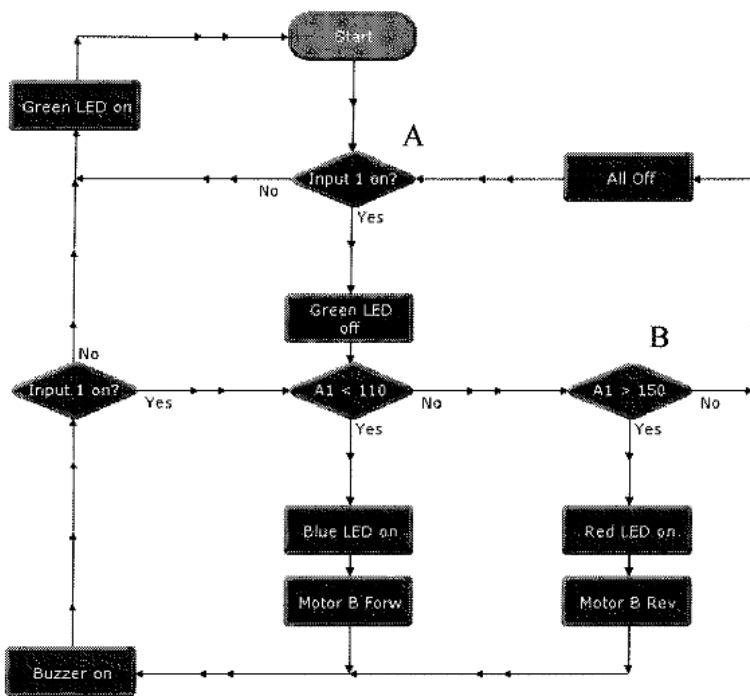 Start
Green LED on
A
Input 1 on?
No
Yes
All Off
Green LED
off
B
No
Input 1 on?
Yes
A1 < 110
No
Yes
A1 > 150
No
Yes
Blue LED on
Red LED on
Motor B Forw
Motor B Rev
Buzzer on